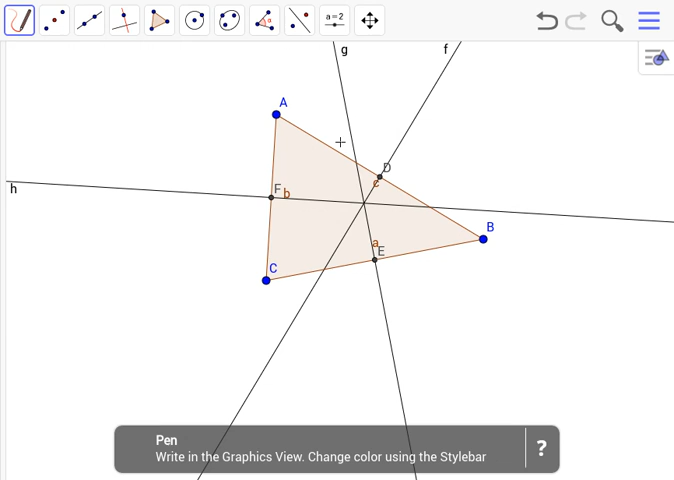 α
a=2
g
f
A
D
c
h
F b
B
a
E
C
Pen
Write in the Graphics View. Change color using the Stylebar
?